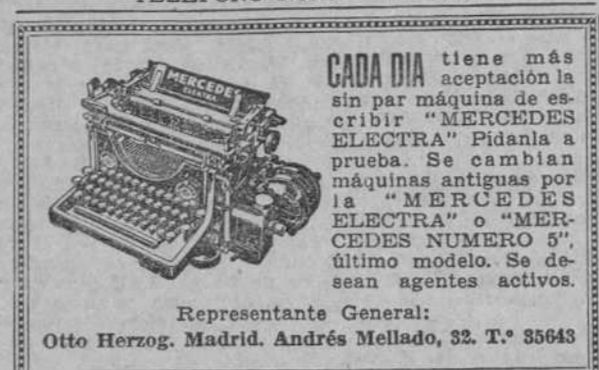 MERCEDES
ELECTRA
CADA DIA tiene más
aceptación la
sin par máquina de es-
cribir "MERCEDES
ELECTRA" Pídanla a
prueba. Se cambian
máquinas antiguas por
la "MERCEDES
ELECTRA" o "MER-
CEDES NUMERO 5",
último modelo. Se de-
sean agentes activos.
Representante General:
Otto Herzog. Madrid. Andrés Mellado, 32. T.º 35643